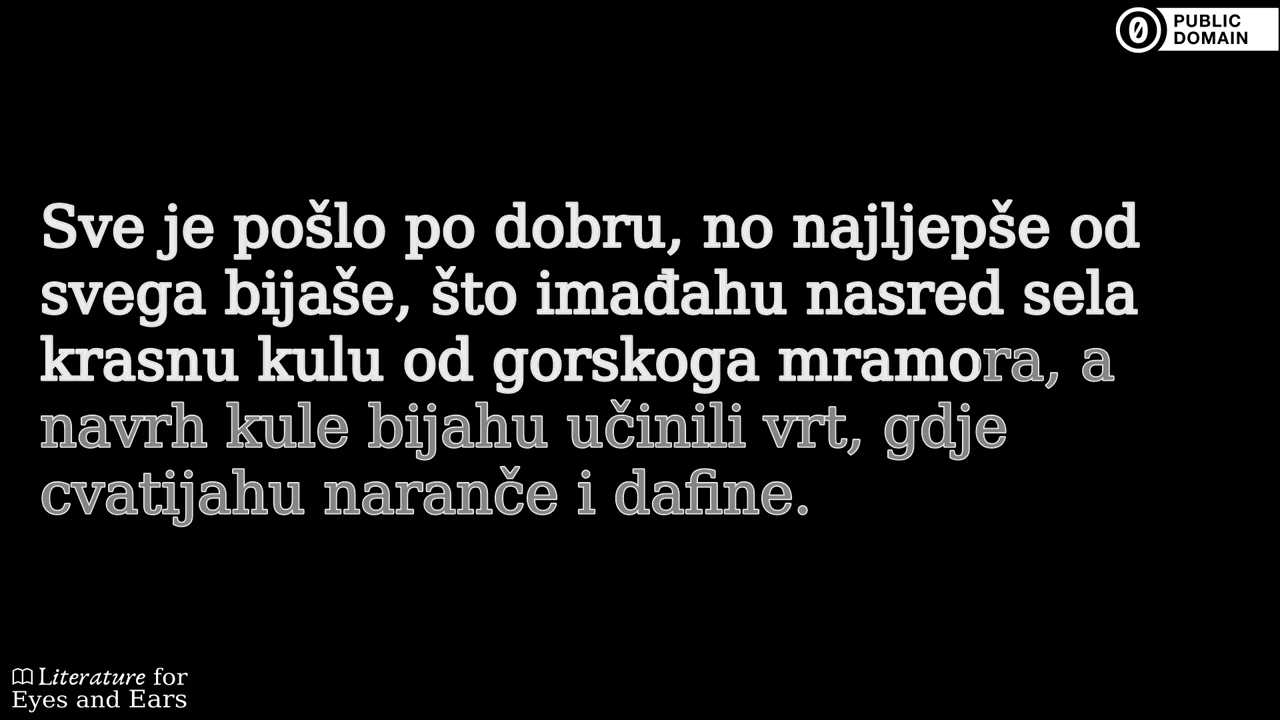 PUBLIC
DOMAIN
Sve je pošlo po dobru, no najljepše od
svega bijaše, što imađahu nasred sela
krasnu kulu od gorskoga mramora, a
navrh kule bijahu učinili vrt, gdje
cvatijahu naranče i dafine.
Literature for
Eyes and Ears